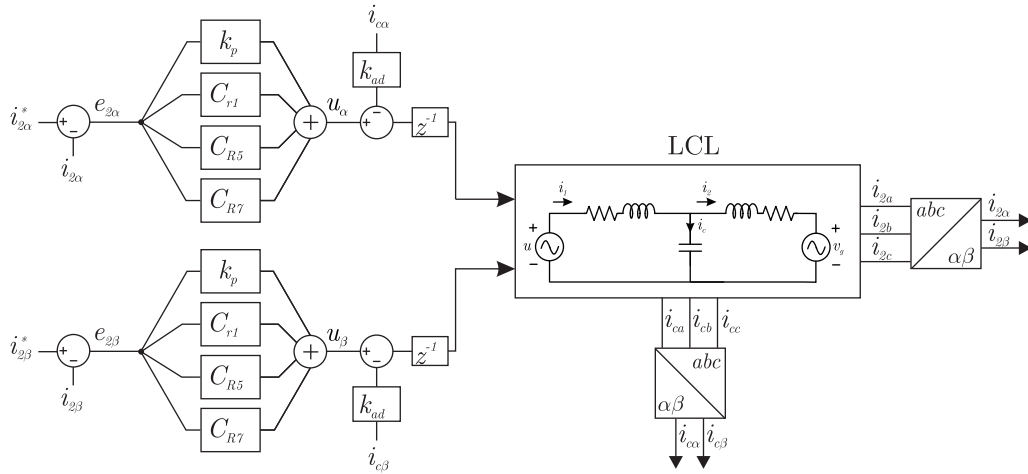 i_{cα}
k_p
k_{ad}
C_{r1}
i^*_{2α} + - e_{2α} + u_α + - z^{-1}
C_{R5}
i_{2α}
C_{R7}
LCL
i_1 i_2
i_c
+ u - + v_g -
i_{2a}
i_{2b}
i_{2c}
abc
αβ
i_{2α}
i_{2β}
k_p
C_{r1}
i^*_{2β} + - e_{2β} + u_β + - z^{-1}
C_{R5}
i_{2β}
k_{ad}
C_{R7}
i_{cβ}
i_{ca} i_{cb} i_{cc}
abc
αβ
i_{cα} i_{cβ}